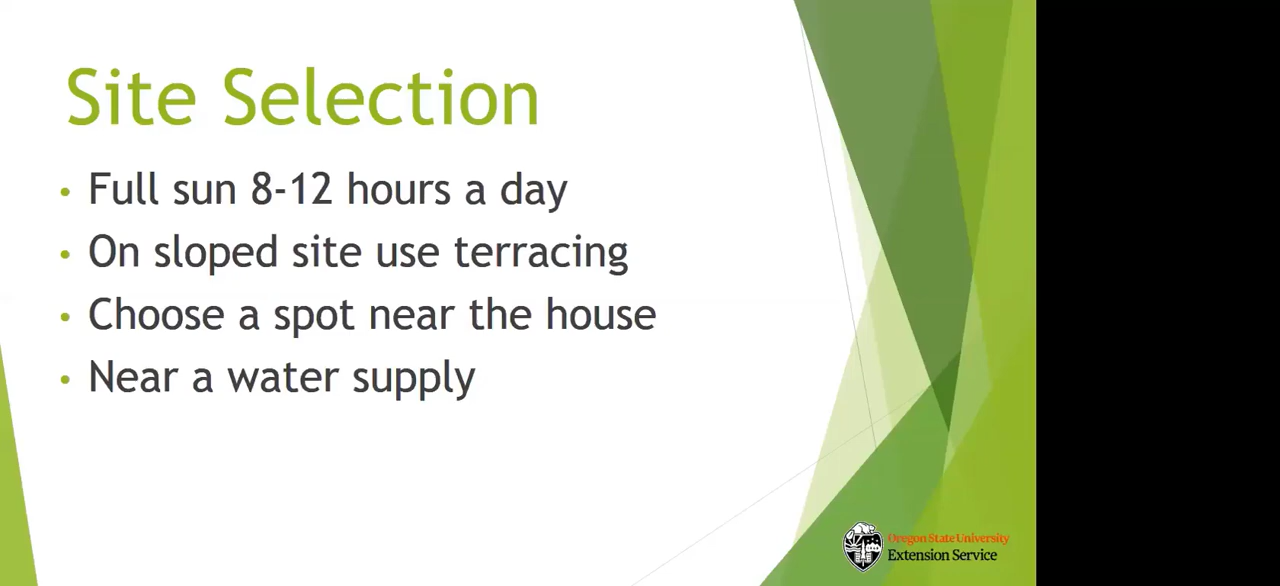 Site Selection
• Full sun 8-12 hours a day
• On sloped site use terracing
• Choose a spot near the house
• Near a water supply
Oregon State University
Extension Service